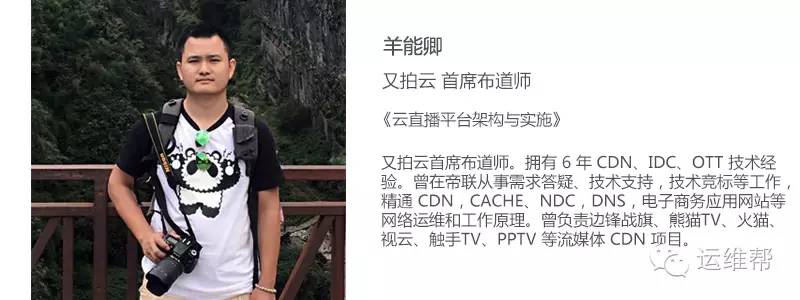 羊能卿
又拍云 首席布道师
《云直播平台架构与实施》
又拍云首席布道师。拥有 6 年 CDN、IDC、OTT 技术经
验。曾在帝联从事需求答疑、技术支持，技术竞标等工作，
精通 CDN，CACHE、NDC，DNS，电子商务应用网站等
网络运维和工作原理。曾负责边锋战旗、熊猫TV、火猫、
视云、触手TV、PPTV 等流媒体 CDN 项目。
运维帮